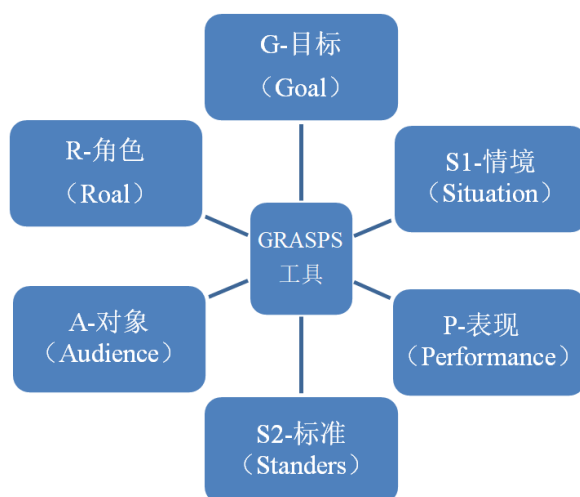 G-目标
（Goal）
R-角色
（Roal）
S1-情境
（Situation）
GRASPS
工具
A-对象
（Audience）
P-表现
（Performance）
S2-标准
（Standers）